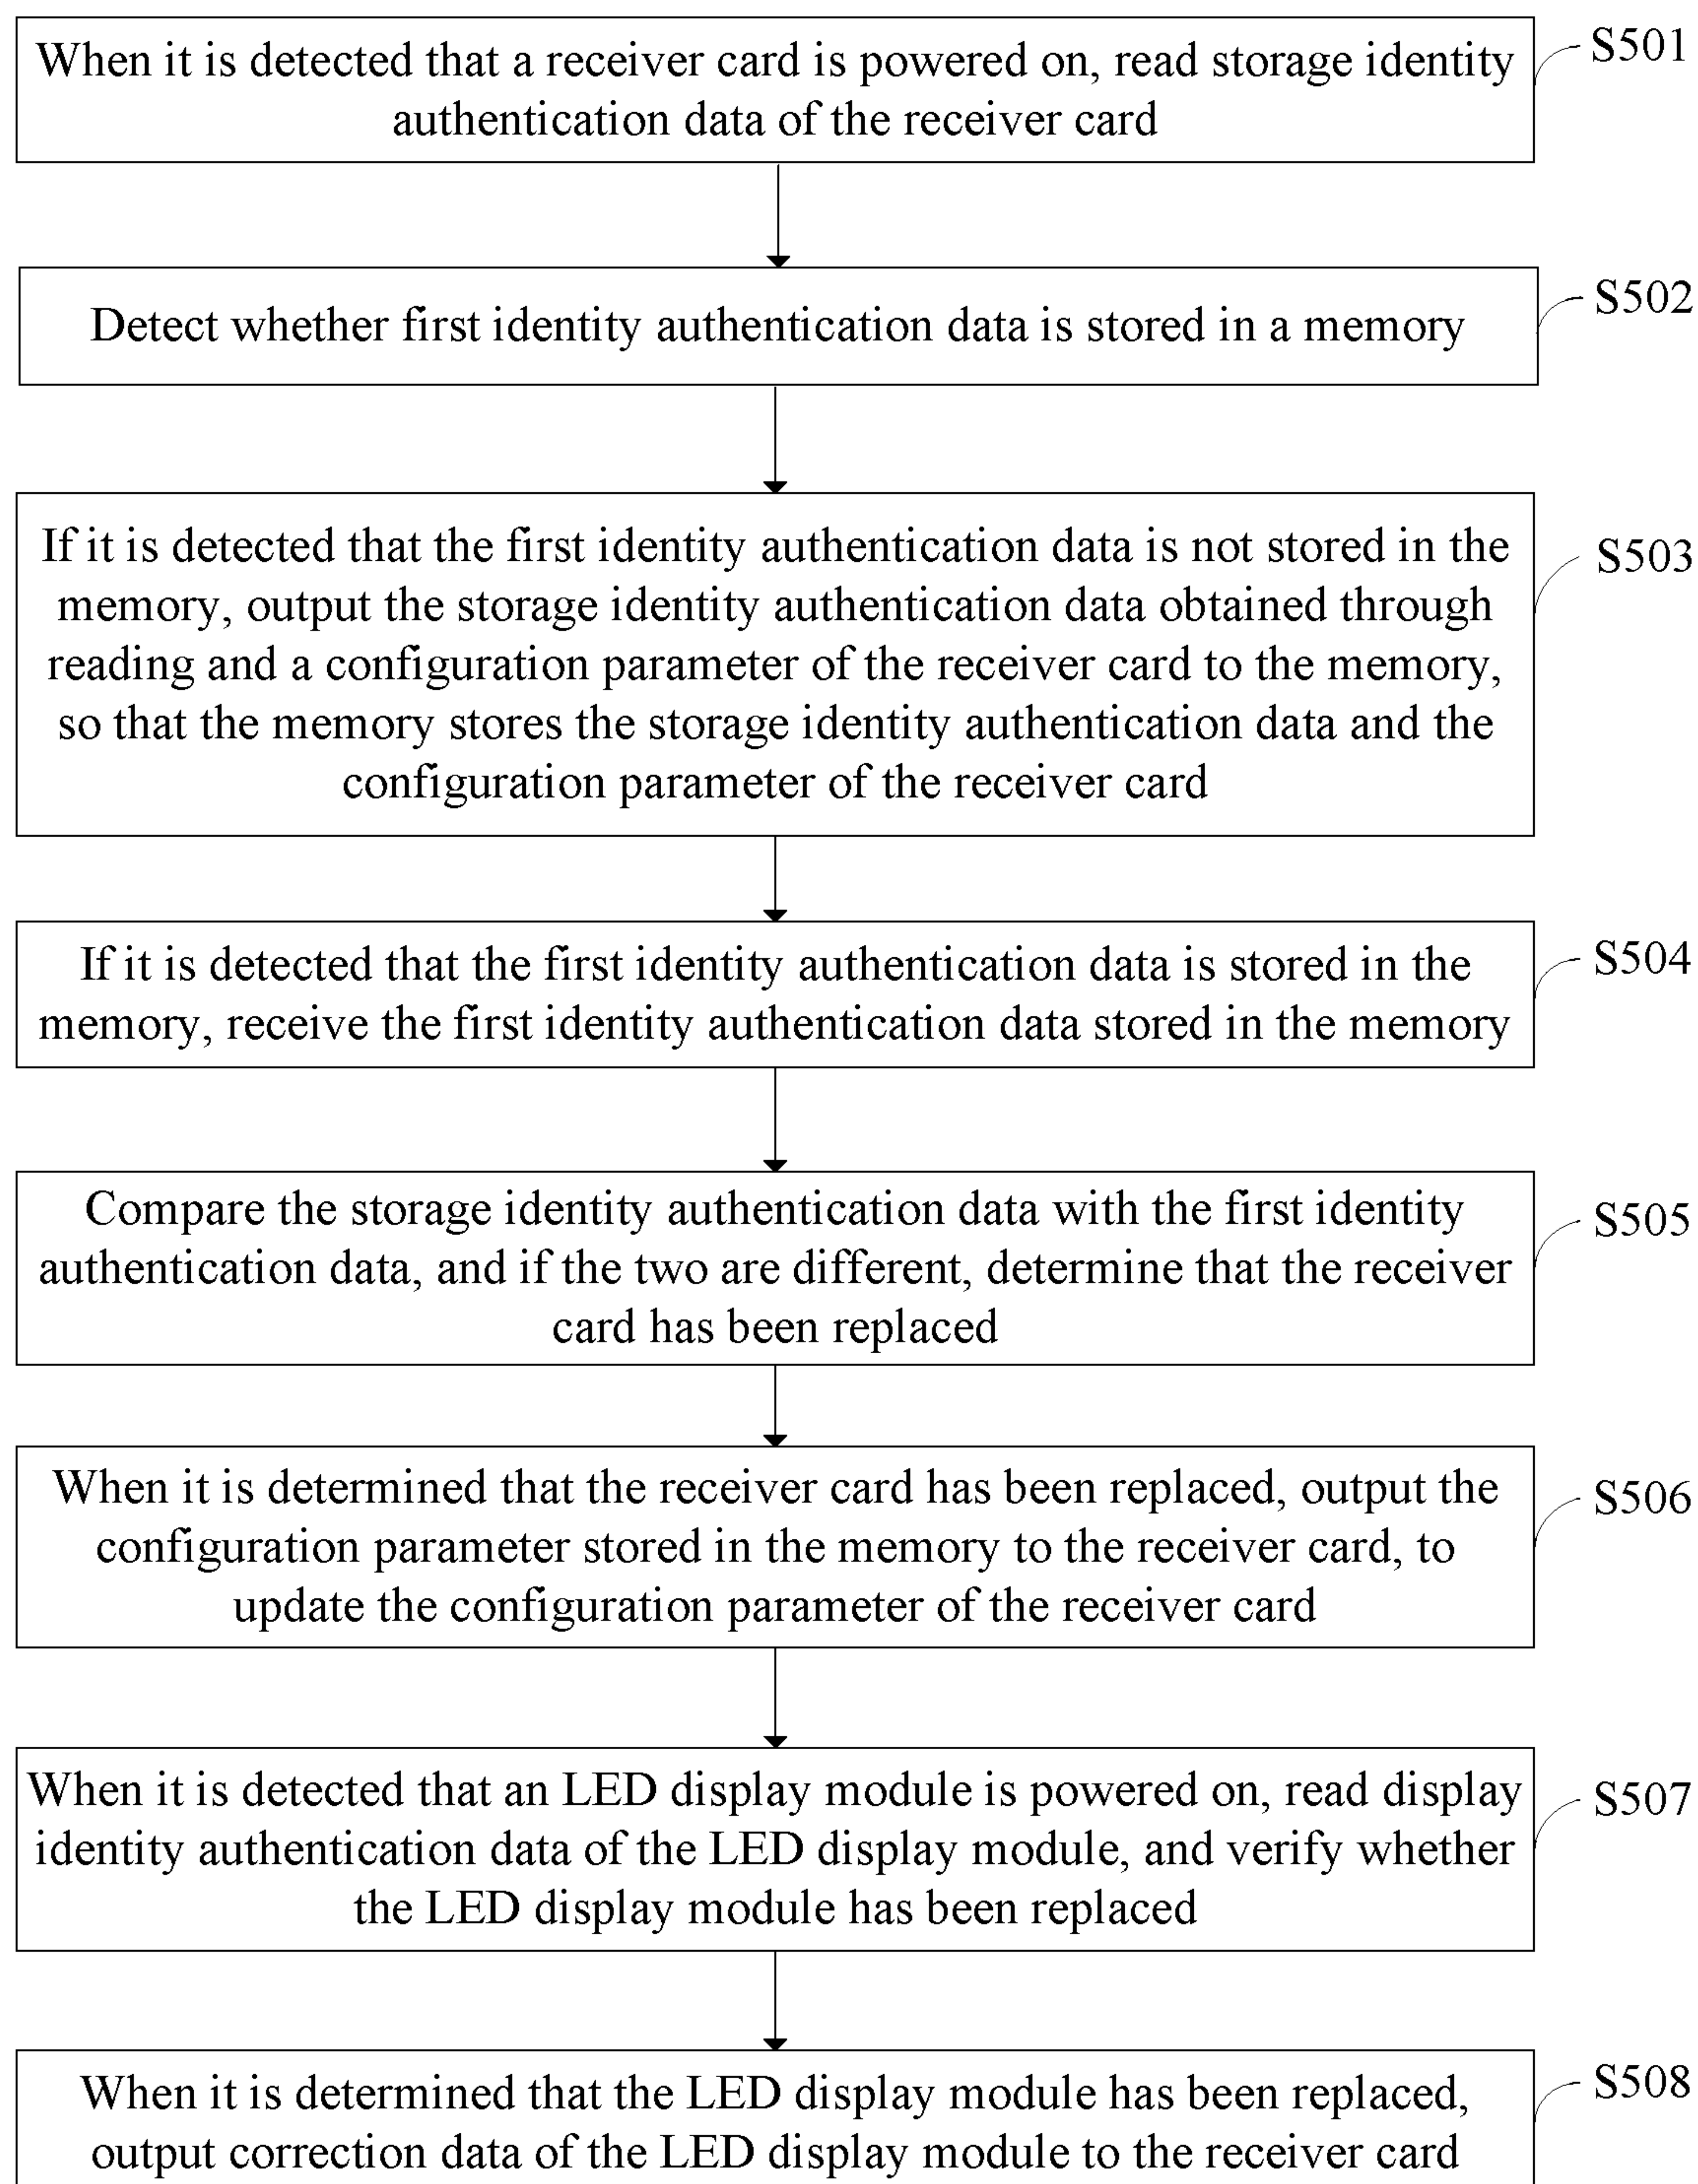 When it is detected that a receiver card is powered on, read storage identity
authentication data of the receiver card
S501
Detect whether first identity authentication data is stored in a memory
S502
If it is detected that the first identity authentication data is not stored in the
memory, output the storage identity authentication data obtained through
reading and a configuration parameter of the receiver card to the memory,
so that the memory stores the storage identity authentication data and the
configuration parameter of the receiver card
S503
If it is detected that the first identity authentication data is stored in the
memory, receive the first identity authentication data stored in the memory
S504
Compare the storage identity authentication data with the first identity
authentication data, and if the two are different, determine that the receiver
card has been replaced
S505
When it is determined that the receiver card has been replaced, output the
configuration parameter stored in the memory to the receiver card, to
update the configuration parameter of the receiver card
S506
When it is detected that an LED display module is powered on, read display
identity authentication data of the LED display module, and verify whether
the LED display module has been replaced
S507
When it is determined that the LED display module has been replaced,
output correction data of the LED display module to the receiver card
S508